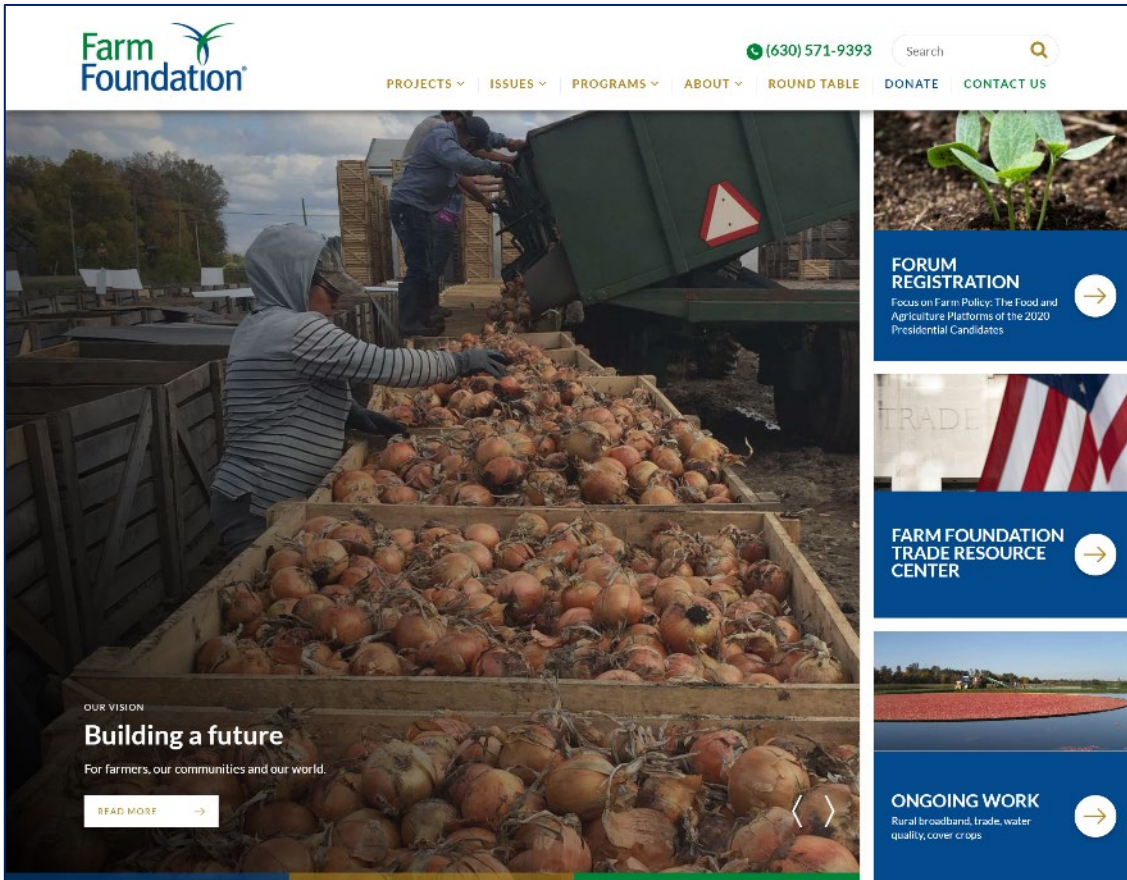 Farm
Foundation®
(630) 571-9393
Search
PROJECTS
ISSUES
PROGRAMS
ABOUT
ROUND TABLE
DONATE
CONTACT US
FORUM
REGISTRATION
Focus on Farm Policy: The Food and
Agriculture Platforms of the 2020
Presidential Candidates
TRADE
FARM FOUNDATION
TRADE RESOURCE
CENTER
OUR VISION
Building a future
For farmers, our communities and our world.
READ MORE
ONGOING WORK
Rural broadband, trade, water
quality, cover crops